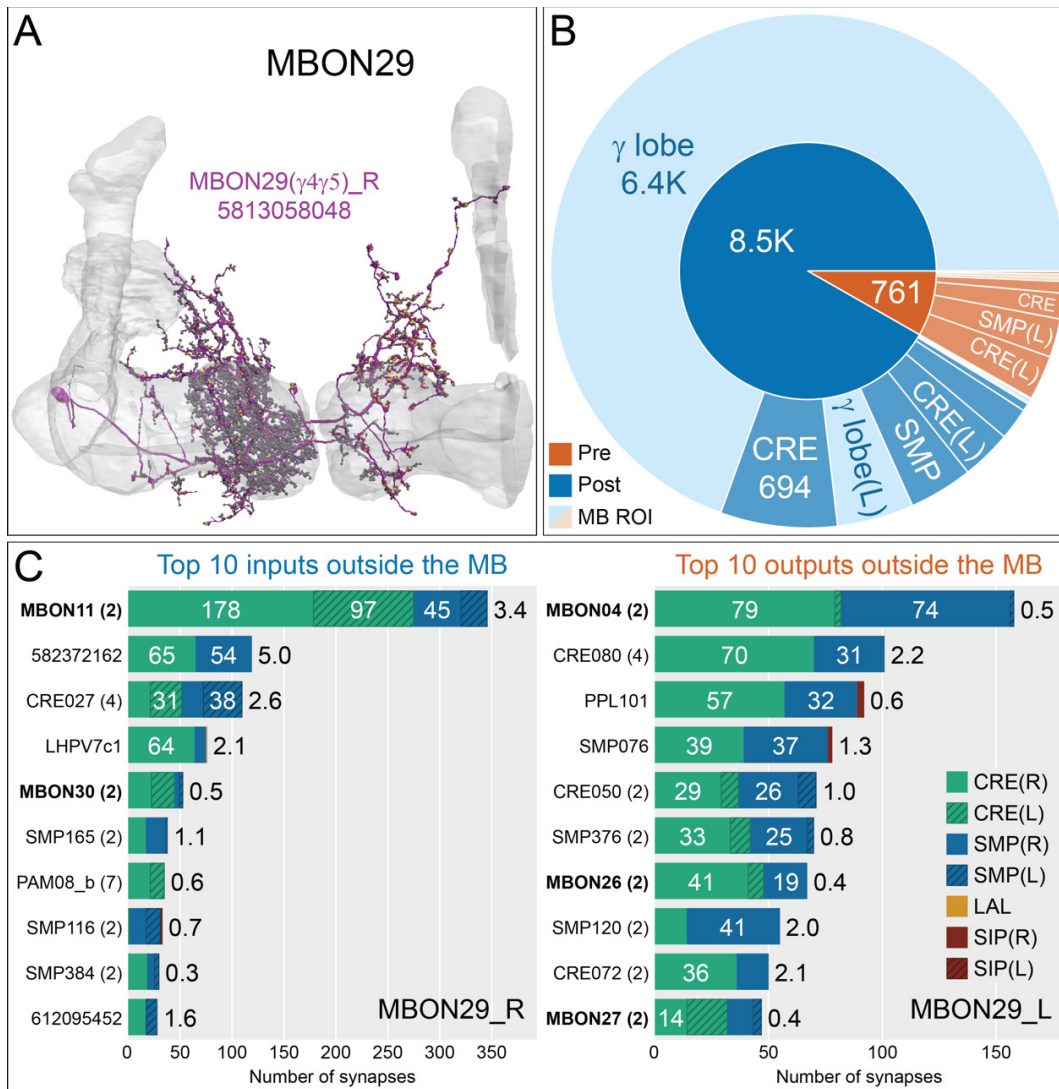 A
MBON29
MBON29(γ4γ5)_R
5813058048
B
γ lobe
6.4K
8.5K
761
CRE
SMP(L)
CRE(L)
CRE(L)
SMP
γ lobe(L)
CRE
694
Pre
Post
MB ROI
C
Top 10 inputs outside the MB
MBON11 (2) 178 97 45 3.4
582372162 65 54 5.0
CRE027 (4) 31 38 2.6
LHPV7c1 64 2.1
MBON30 (2) 0.5
SMP165 (2) 1.1
PAM08_b (7) 0.6
SMP116 (2) 0.7
SMP384 (2) 0.3
612095452 1.6
MBON29_R
0 50 100 150 200 250 300 350
Number of synapses
Top 10 outputs outside the MB
MBON04 (2) 79 74 0.5
CRE080 (4) 70 31 2.2
PPL101 57 32 0.6
SMP076 39 37 1.3
CRE050 (2) 29 26 1.0
SMP376 (2) 33 25 0.8
MBON26 (2) 41 19 0.4
SMP120 (2) 41 2.0
CRE072 (2) 36 2.1
MBON27 (2) 14 0.4
CRE(R)
CRE(L)
SMP(R)
SMP(L)
LAL
SIP(R)
SIP(L)
MBON29_L
0 50 100 150
Number of synapses